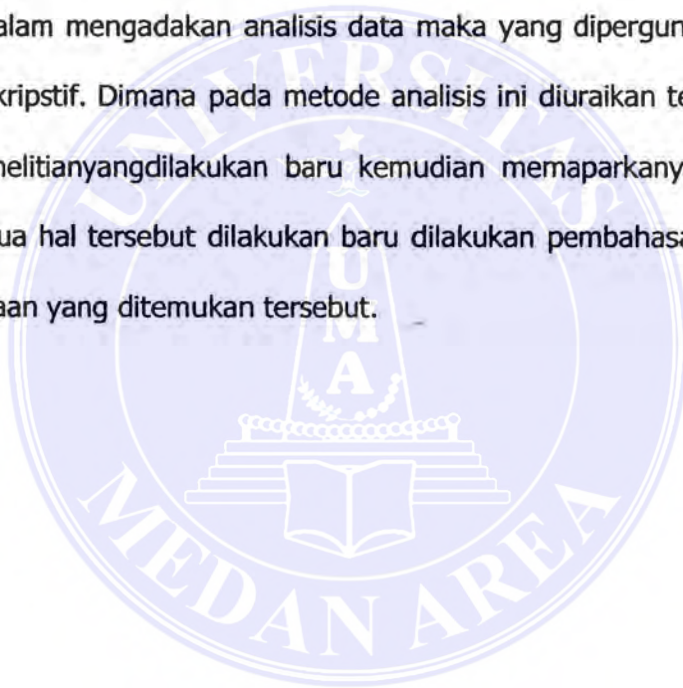 alam mengadakan analisis data maka yang dipergun
kripstif. Dimana pada metode analisis ini diuraikan te
nelitianyangdilakukan baru kemudian memaparkany
ua hal tersebut dilakukan baru dilakukan pembahasa
aan yang ditemukan tersebut.
UNIVERSITAS
UMA
MEDAN AREA